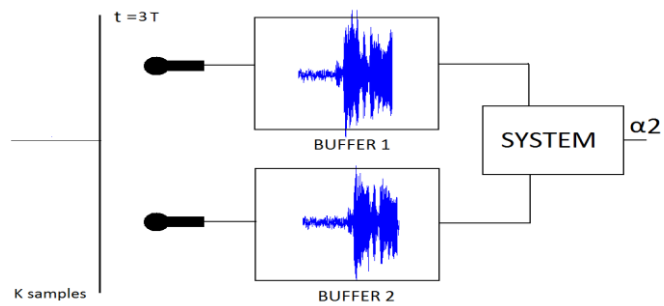 t =3T
BUFFER 1
SYSTEM
α2
BUFFER 2
K samples